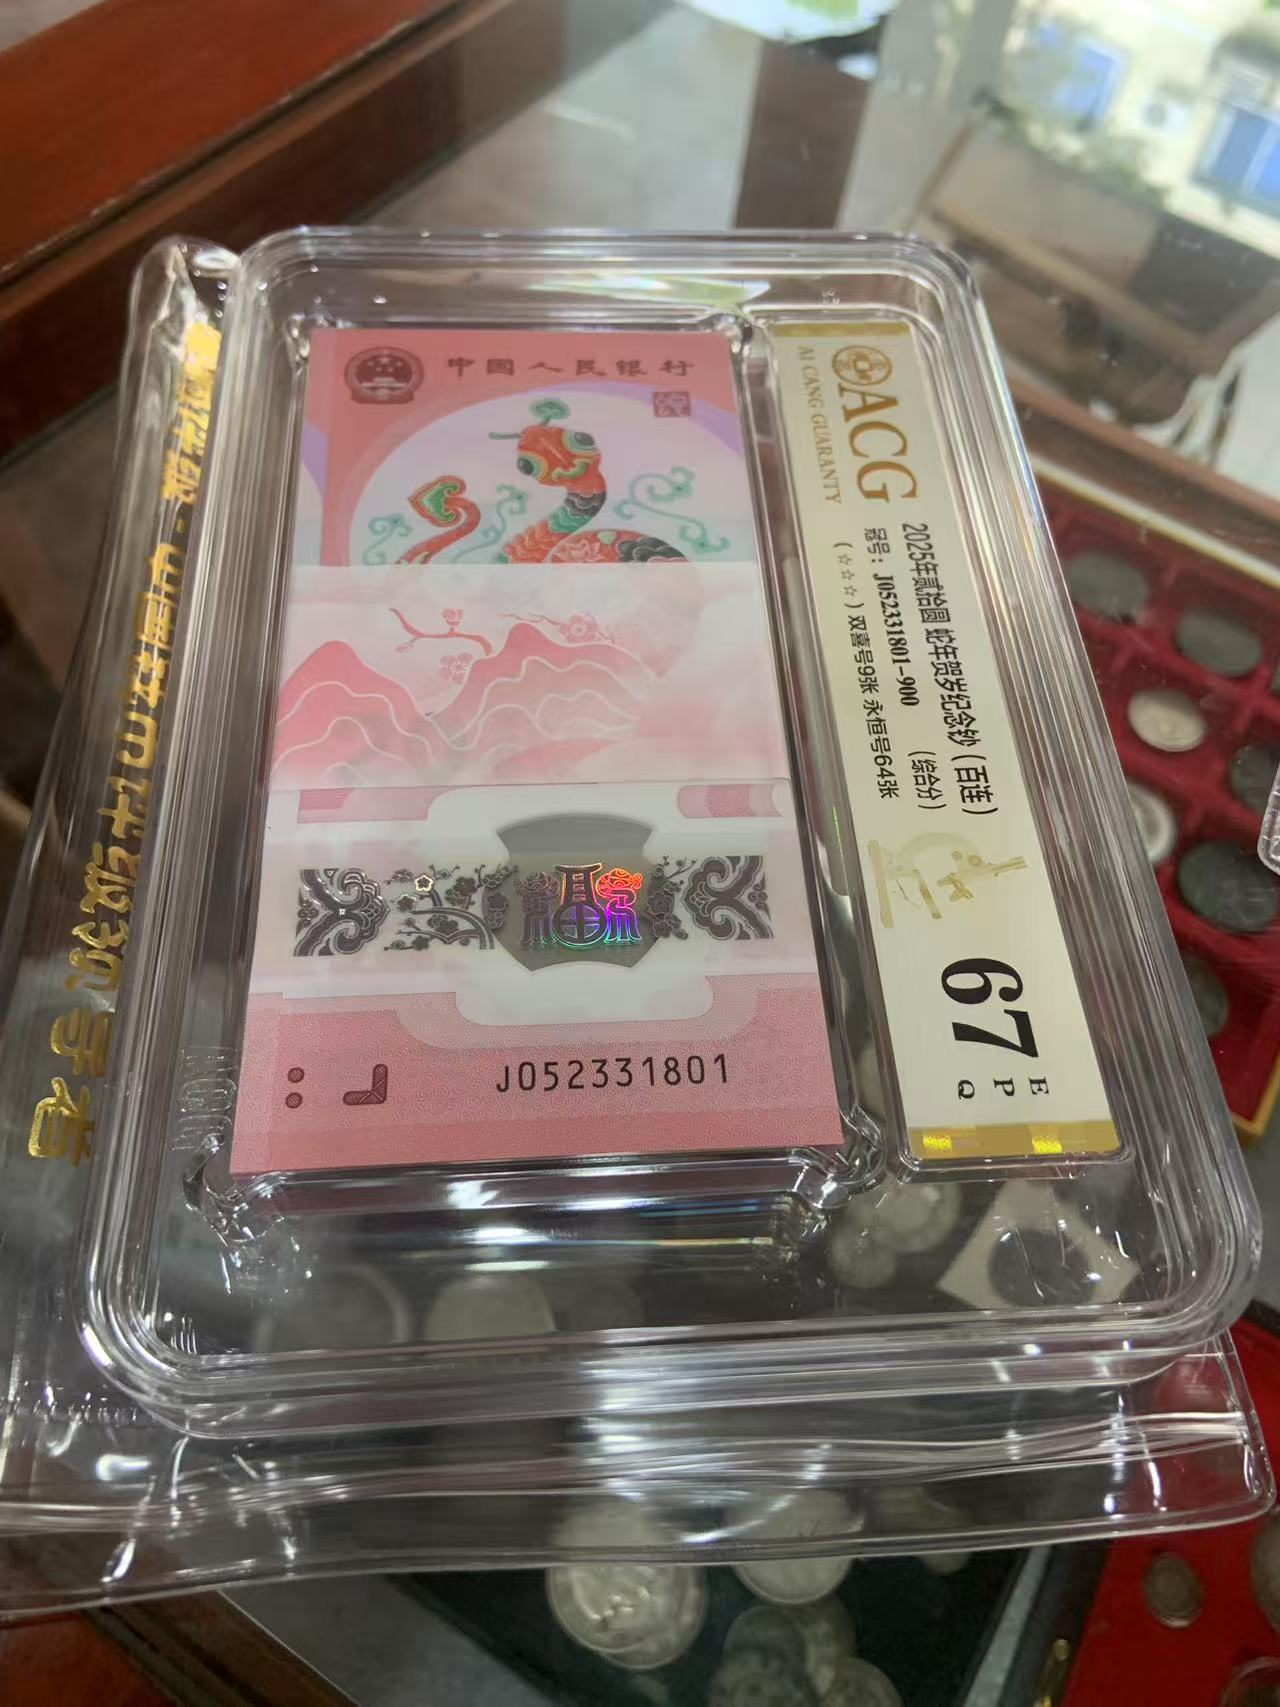 中国人民银行
J052331801
ACG
AI CANG GUARANTY
2025年贰拾圆 蛇年贺岁纪念钞（百连）
冠号：J052331801-900 （综合分）
（☆☆☆）双喜号9张 永恒号64张
67
E
P
Q